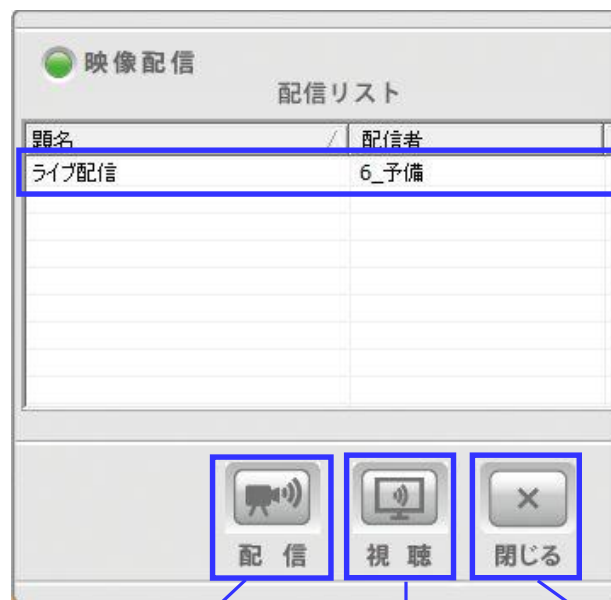 映像配信
配信リスト
題名 配信者
ライブ配信 6_予備
配信 視聴 閉じる